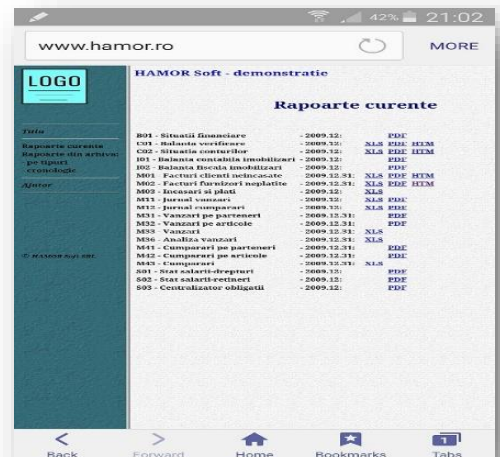 42% 21:02
www.hamor.ro MORE
LOGO
Titlu
Rapoarte curente
Rapoarte din arhiva:
- pe tipuri
- cronologic
Ajutor
© HAMOR Soft SRL
HAMOR Soft - demonstratie
Rapoarte curente
B01 - Situatii financiare - 2009.12: PDF
C01 - Balanta verificare - 2009.12: XLS PDF HTM
C02 - Situatia conturilor - 2009.12: XLS PDF HTM
I01 - Balanta contabila imobilizari - 2009.12: PDF
I02 - Balanta fiscala imobilizari - 2009.12: PDF
M01 - Facturi clienti neincasate - 2009.12.31: XLS PDF HTM
M02 - Facturi furnizori neplatite - 2009.12.31: XLS PDF HTM
M03 - Incasari si plati - 2009.12: XLS
M11 - Jurnal vanzari - 2009.12: XLS PDF
M12 - Jurnal cumparari - 2009.12: XLS PDF
M31 - Vanzari pe parteneri - 2009.12.31: PDF
M32 - Vanzari pe articole - 2009.12.31: PDF
M33 - Vanzari - 2009.12.31: XLS
M36 - Analiza vanzari - 2009.12.31: XLS
M41 - Cumparari pe parteneri - 2009.12.31: PDF
M42 - Cumparari pe articole - 2009.12.31: PDF
M43 - Cumparari - 2009.12.31: XLS
S01 - Stat salarii-drepturi - 2009.12: PDF
S02 - Stat salarii-retineri - 2009.12: PDF
S03 - Centralizator obligatii - 2009.12: PDF
Back Forward Home Bookmarks 1 Tabs